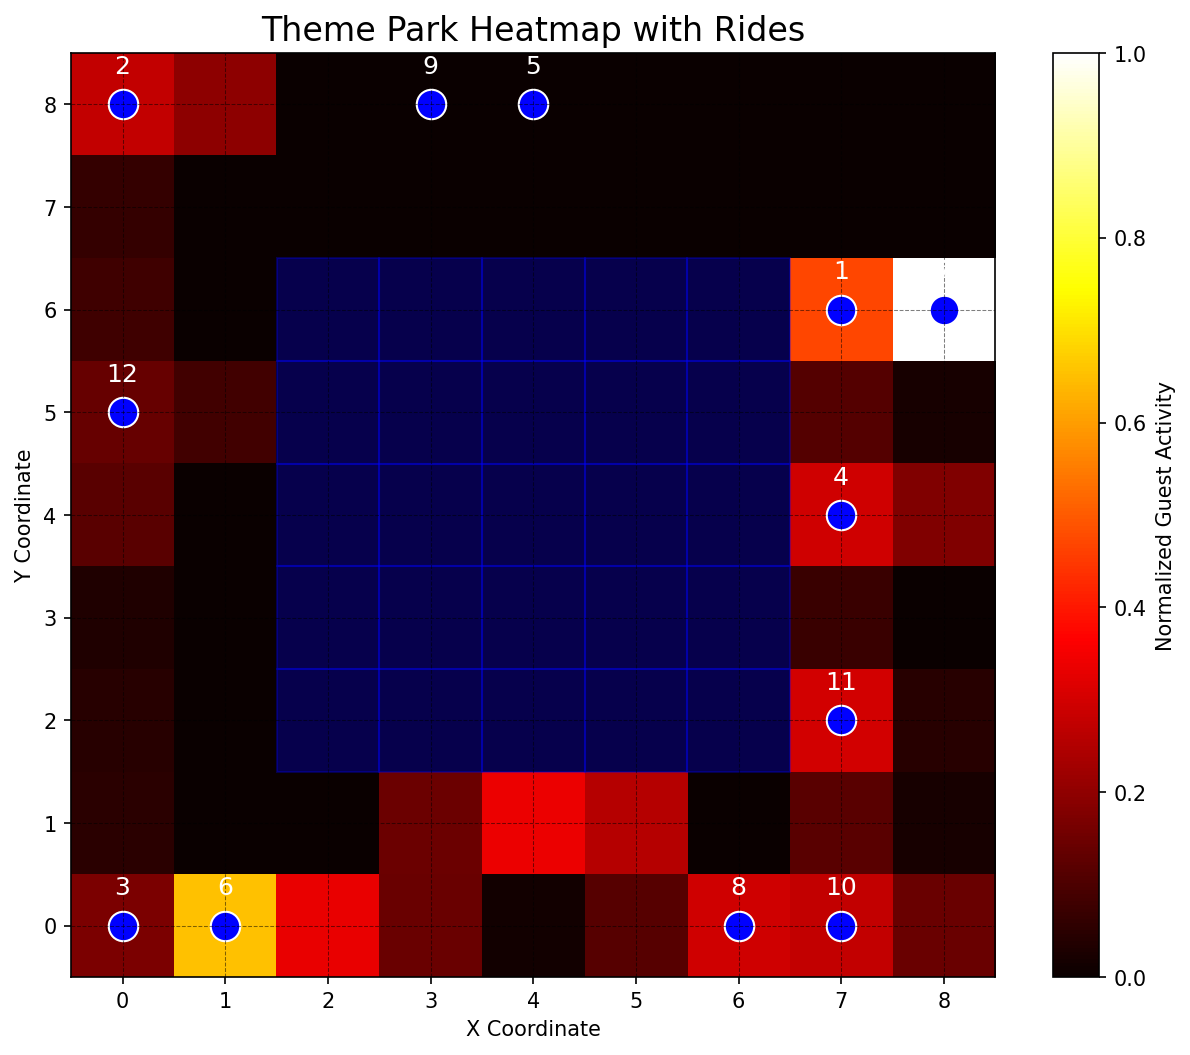 Theme Park Heatmap with Rides
2 9 5
1
12
4
11
3 6 8 10
8
7
6
5
4
3
2
1
0
Y Coordinate
0 1 2 3 4 5 6 7 8
X Coordinate
1.0
0.8
0.6
0.4
0.2
0.0
Normalized Guest Activity